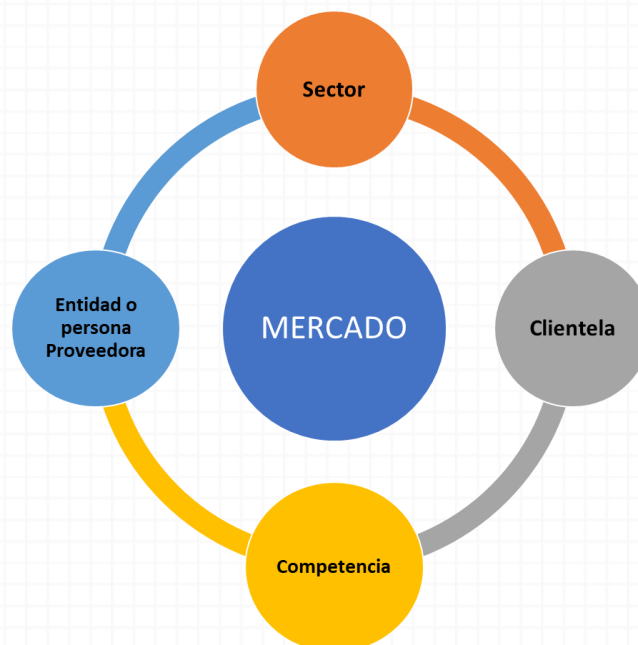 Sector
Entidad o
persona
Proveedora
MERCADO
Clientela
Competencia